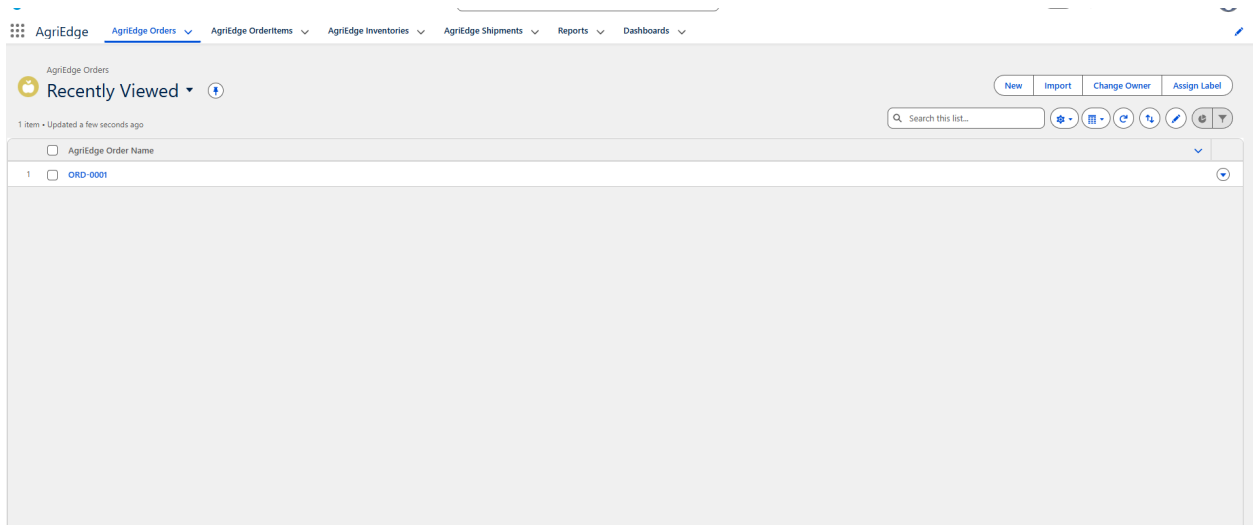 AgriEdge AgriEdge Orders AgriEdge OrderItems AgriEdge Inventories AgriEdge Shipments Reports Dashboards
AgriEdge Orders
Recently Viewed
New Import Change Owner Assign Label
1 item • Updated a few seconds ago
Search this list...
AgriEdge Order Name
1 ORD-0001